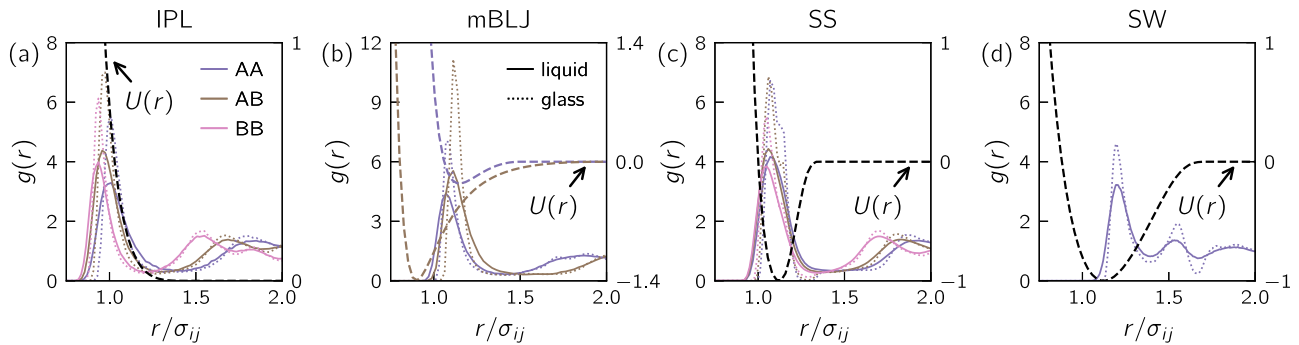 IPL
mBLJ
SS
SW
(a)
8
6
4
2
0
g(r)
1
0
U(r)
AA
AB
BB
1.0
1.5
2.0
r/σij
(b)
12
9
6
3
0
g(r)
1.4
0.0
−1.4
liquid
glass
U(r)
1.0
1.5
2.0
r/σij
(c)
8
6
4
2
0
g(r)
1
0
−1
U(r)
1.0
1.5
2.0
r/σij
(d)
8
6
4
2
0
g(r)
1
0
−1
U(r)
1.0
1.5
2.0
r/σij